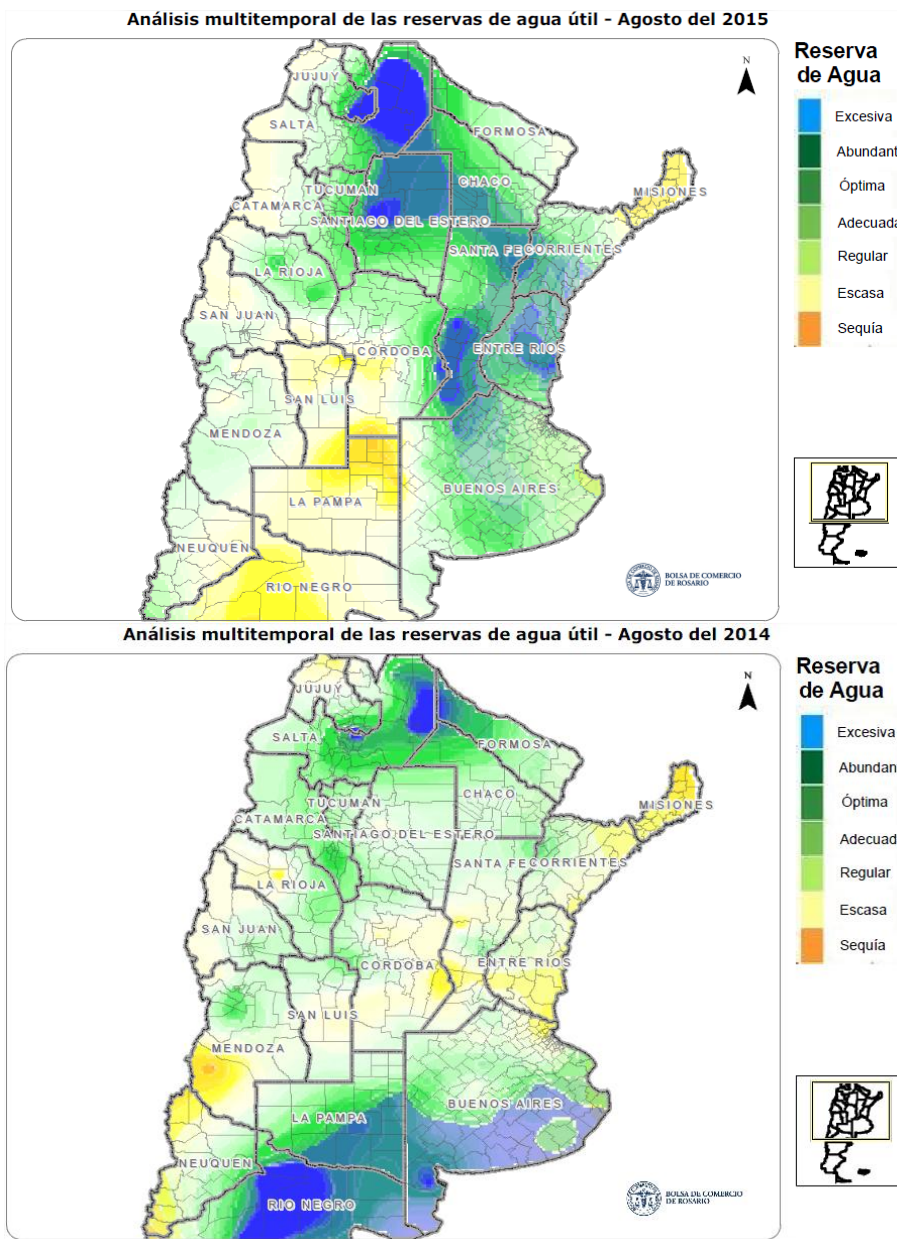 Análisis multitemporal de las reservas de agua útil - Agosto del 2015
Reserva
de Agua
Excesiva
Abundant
Óptima
Adecuada
Regular
Escasa
Sequía
N
JUJUY
SALTA
FORMOSA
CHACO
MISIONES
TUCUMAN
CATAMARCA
SANTIAGO DEL ESTERO
SANTA FE
CORRIENTES
LA RIOJA
SAN JUAN
CORDOBA
ENTRE RIOS
SAN LUIS
MENDOZA
BUENOS AIRES
LA PAMPA
NEUQUEN
RIO NEGRO
BOLSA DE COMERCIO
DE ROSARIO
Análisis multitemporal de las reservas de agua útil - Agosto del 2014
Reserva
de Agua
Excesiva
Abundan
Óptima
Adecuad
Regular
Escasa
Sequía
N
JUJUY
SALTA
FORMOSA
CHACO
MISIONES
TUCUMAN
CATAMARCA
SANTIAGO DEL ESTERO
SANTA FE
CORRIENTES
LA RIOJA
SAN JUAN
CORDOBA
ENTRE RIOS
SAN LUIS
MENDOZA
BUENOS AIRES
LA PAMPA
NEUQUEN
RIO NEGRO
BOLSA DE COMERCIO
DE ROSARIO